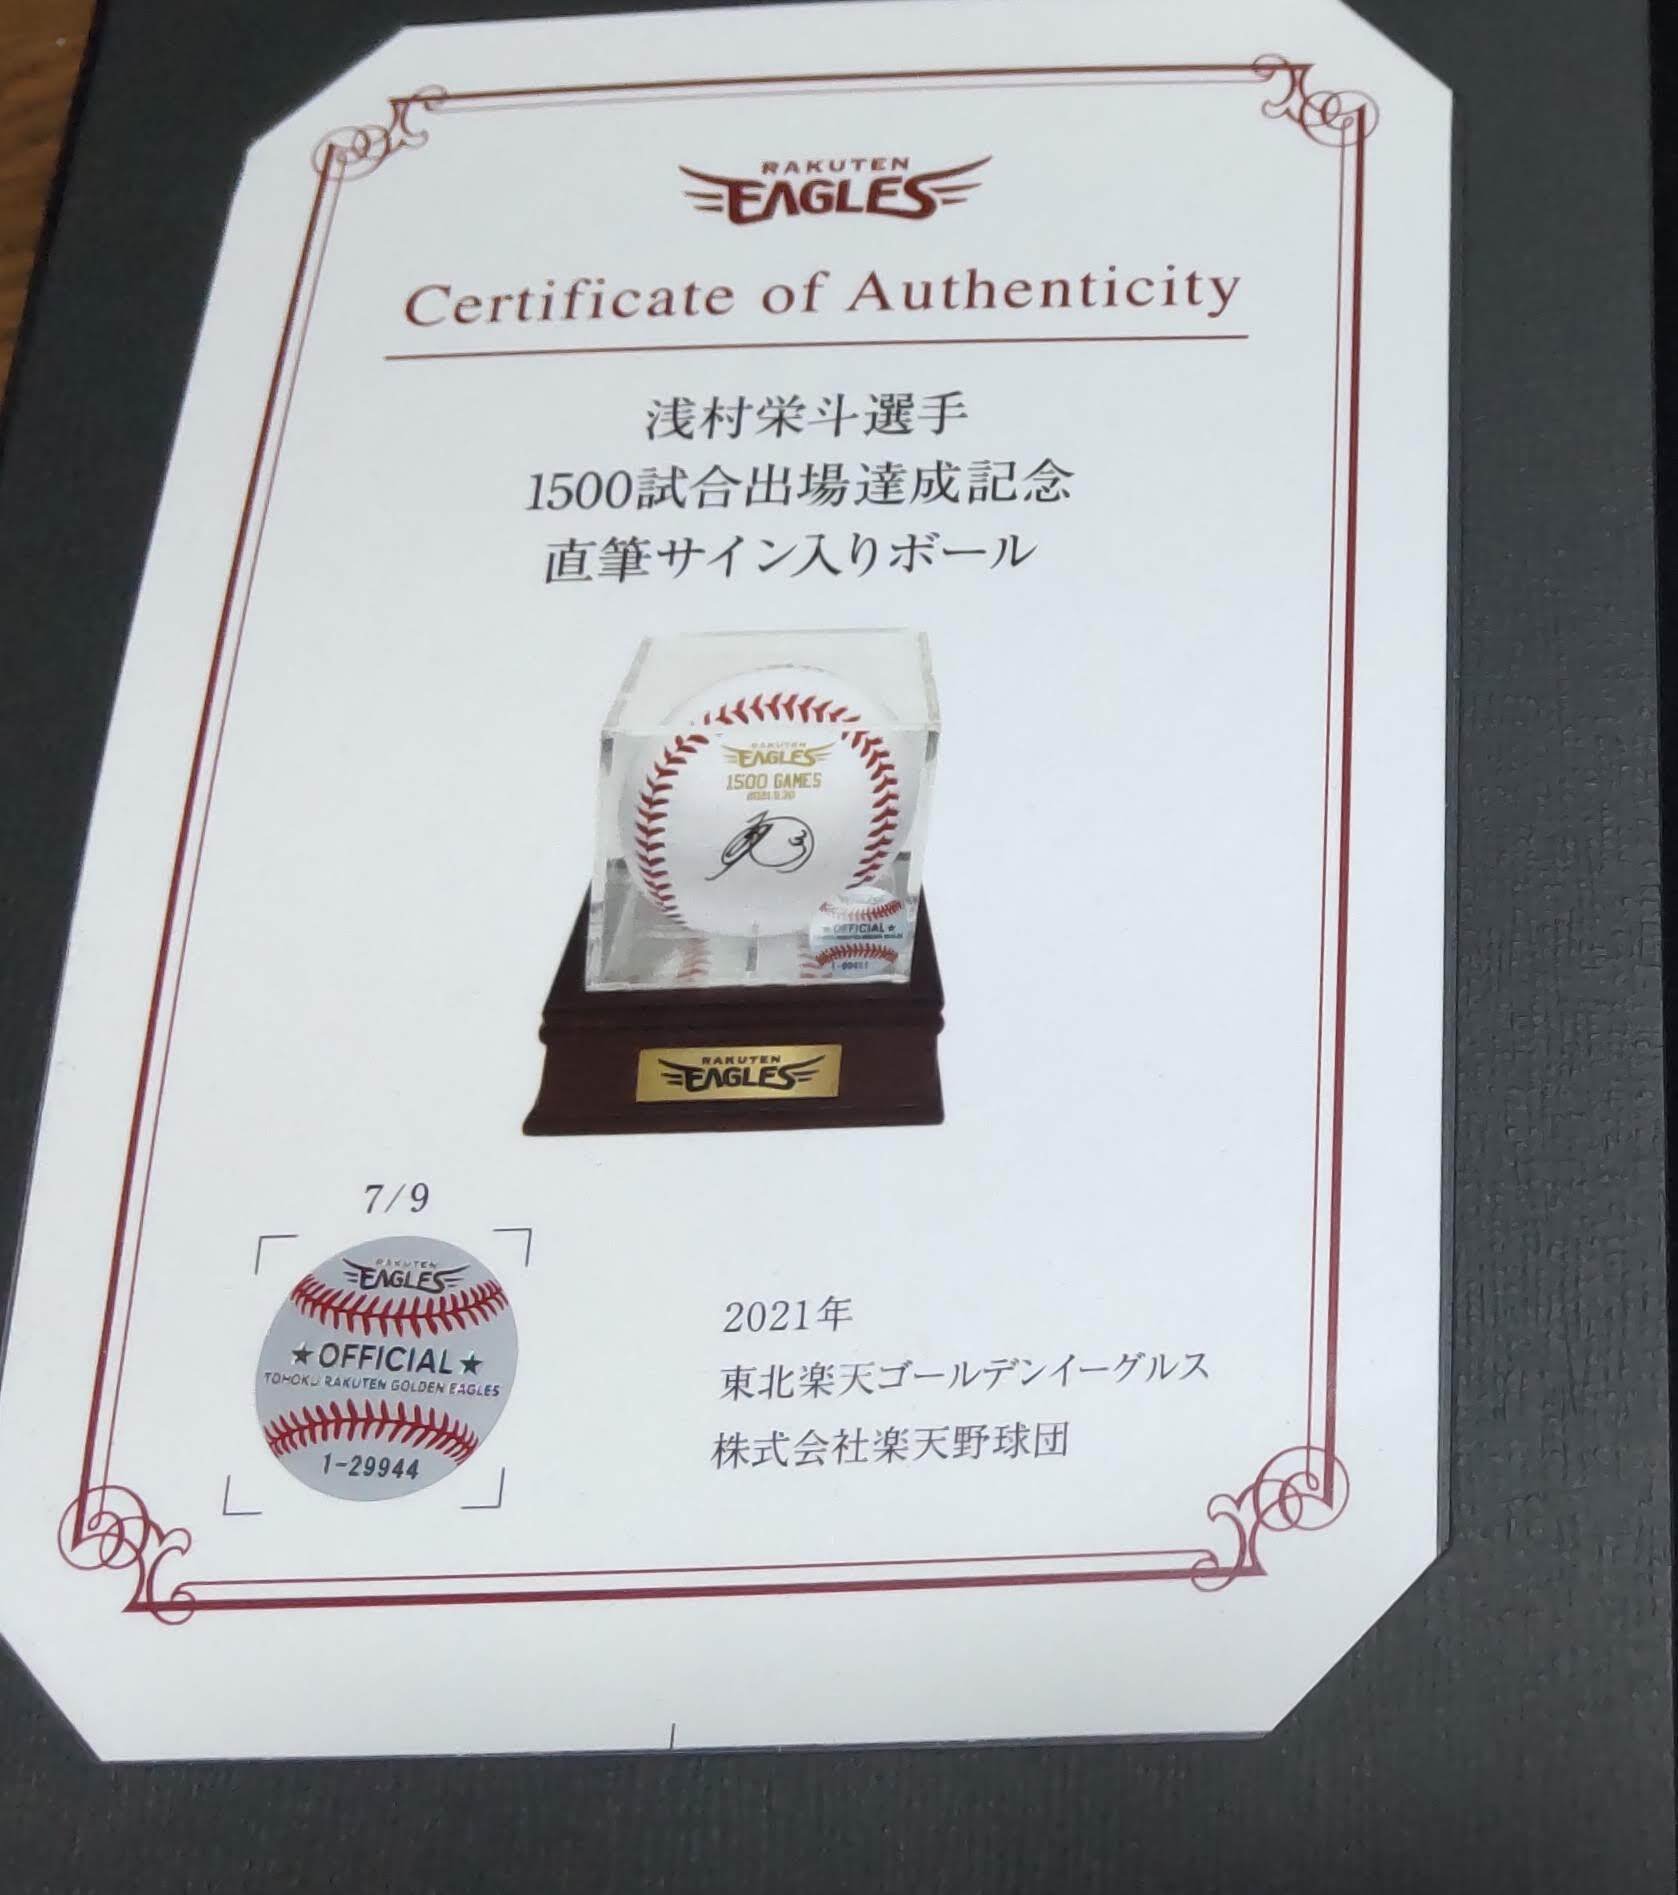 RAKUTEN
EAGLES
Certificate of Authenticity
浅村栄斗選手
1500試合出場達成記念
直筆サイン入りボール
RAKUTEN
EAGLES
1500 GAMES
★OFFICIAL★
RAKUTEN
EAGLES
7/9
RAKUTEN
EAGLES
★OFFICIAL★
TOHOKU RAKUTEN GOLDEN EAGLES
1-29944
2021年
東北楽天ゴールデンイーグルス
株式会社楽天野球団